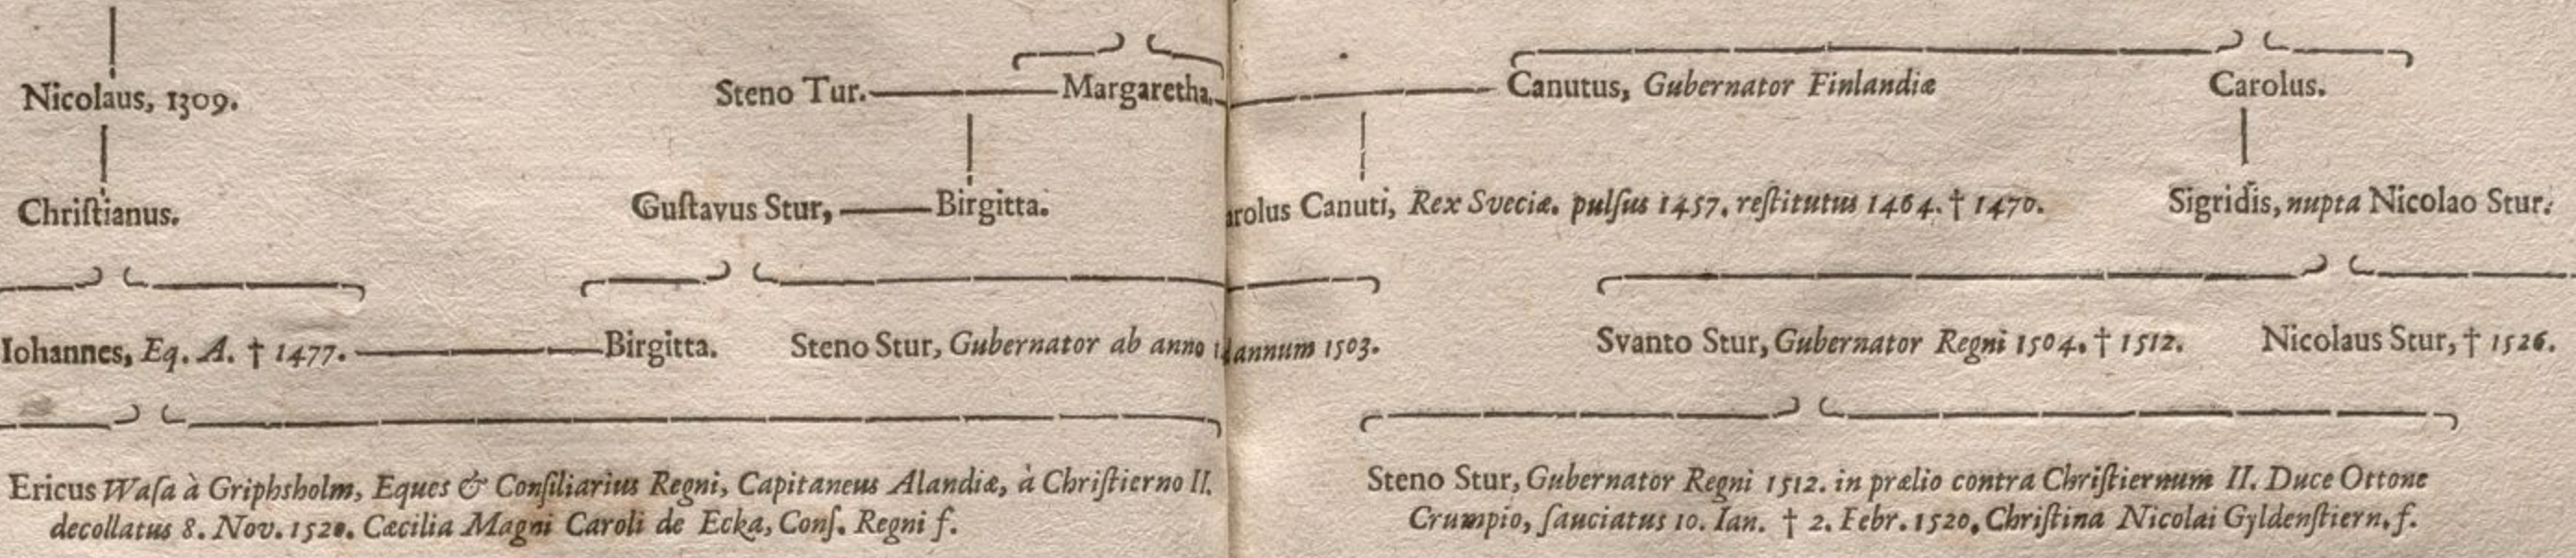 Nicolaus, 1309.
Steno Tur.
Margaretha,
Canutus, Gubernator Finlandiæ
Carolus.
Chriſtianus.
Guſtavus Stur,
Birgitta.
arolus Canuti, Rex Sveciæ. pulſus 1457. reſtitutus 1464. † 1470.
Sigridis, nupta Nicolao Stur.
Iohannes, Eq. A. † 1477.
Birgitta.
Steno Stur, Gubernator ab anno annum 1503.
Svanto Stur, Gubernator Regni 1504. † 1512.
Nicolaus Stur, † 1526.
Ericus Waſa à Griphsholm, Eques & Conſiliarius Regni, Capitaneus Alandiæ, à Chriſtierno II.
decollatus 8. Nov. 1520. Cæcilia Magni Caroli de Ecka, Conſ. Regni f.
Steno Stur, Gubernator Regni 1512. in prælio contra Chriſtiernum II. Duce Ottone
Crumpio, ſauciatus 10. Ian. † 2. Febr. 1520, Chriſtina Nicolai Gyldenſtiern. f.